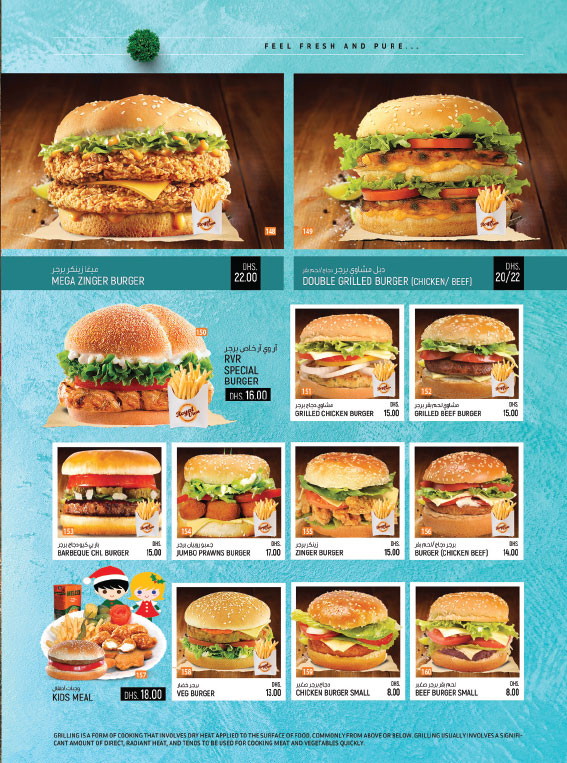 FEEL FRESH AND PURE...
148
149
ميغا زينكر برجر
MEGA ZINGER BURGER
DHS.
22.00
دبل مشاوي برجر دجاج/لحم بقر
DOUBLE GRILLED BURGER (CHICKEN/ BEEF)
DHS.
20/22
150
آر وي آر خاص برجر
RVR
SPECIAL
BURGER
DHS. 16.00
151
مشاوي دجاج برجر
DHS.
GRILLED CHICKEN BURGER 15.00
152
مشاوي لحم بقر برجر
DHS.
GRILLED BEEF BURGER 15.00
153
DHS.
BARBEQUE CHI. BURGER 15.00
154
جمبو روبيان برجر
DHS.
JUMBO PRAWNS BURGER 17.00
155
زينكر برجر
DHS.
ZINGER BURGER 15.00
156
برجر دجاج /لحم بقر
DHS.
BURGER (CHICKEN BEEF) 14.00
157
وجبات اطفال
KIDS MEAL
DHS. 18.00
158
برجر خضار
DHS.
VEG BURGER 13.00
159
برجر دجاج صغير
DHS.
CHICKEN BURGER SMALL 8.00
160
لحم بقر برجر صغير
DHS.
BEEF BURGER SMALL 8.00
GRILLING IS A FORM OF COOKING THAT INVOLVES DRY HEAT APPLIED TO THE SURFACE OF FOOD, COMMONLY FROM ABOVE OR BELOW. GRILLING USUALLY INVOLVES A SIGNIFI-
CANT AMOUNT OF DIRECT, RADIANT HEAT, AND TENDS TO BE USED FOR COOKING MEAT AND VEGETABLES QUICKLY.